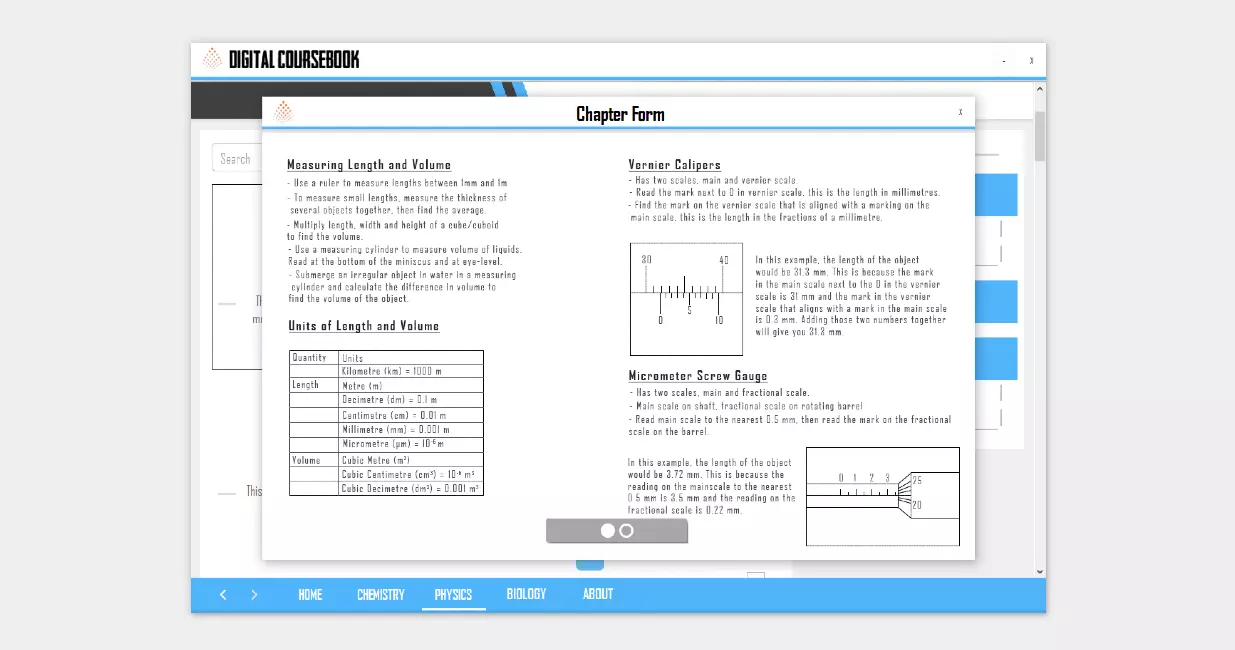 DIGITAL COURSEBOOK
- x
Chapter Form
x
Search
Measuring Length and Volume
- Use a ruler to measure lengths between 1mm and 1m
- To measure small lengths, measure the thickness of
several objects together, then find the average.
- Multiply length, width and height of a cube/cuboid
to find the volume.
- Use a measuring cylinder to measure volume of liquids.
Read at the bottom of the miniscus and at eye-level.
- Submerge an irregular object in water in a measuring
cylinder and calculate the difference in volume to
find the volume of the object.
Units of Length and Volume
Quantity Units
Kilometre (km) = 1000 m
Length Metre (m)
Decimetre (dm) = 0.1 m
Centimetre (cm) = 0.01 m
Millimetre (mm) = 0.001 m
Micrometre (µm) = 10⁻⁶ m
Volume Cubic Metre (m³)
Cubic Centimetre (cm³) = 10⁻⁶ m³
Cubic Decimetre (dm³) = 0.001 m³
Vernier Calipers
- Has two scales, main and vernier scale.
- Read the mark next to 0 in vernier scale, this is the length in millimetres.
- Find the mark on the vernier scale that is aligned with a marking on the
main scale, this is the length in the fractions of a millimetre.
30 40
5
0 10
In this example, the length of the object
would be 31.3 mm. This is because the mark
in the main scale next to the 0 in the vernier
scale is 31 mm and the mark in the vernier
scale that aligns with a mark in the main scale
is 0.3 mm. Adding those two numbers together
will give you 31.3 mm.
Micrometer Screw Gauge
- Has two scales, main and fractional scale.
- Main scale on shaft, fractional scale on rotating barrel
- Read main scale to the nearest 0.5 mm, then read the mark on the fractional
scale on the barrel.
In this example, the length of the object
would be 3.72 mm. This is because the
reading on the mainscale to the nearest
0.5 mm is 3.5 mm and the reading on the
fractional scale is 0.22 mm.
0 1 2 3 25
20
This
HOME CHEMISTRY PHYSICS BIOLOGY ABOUT